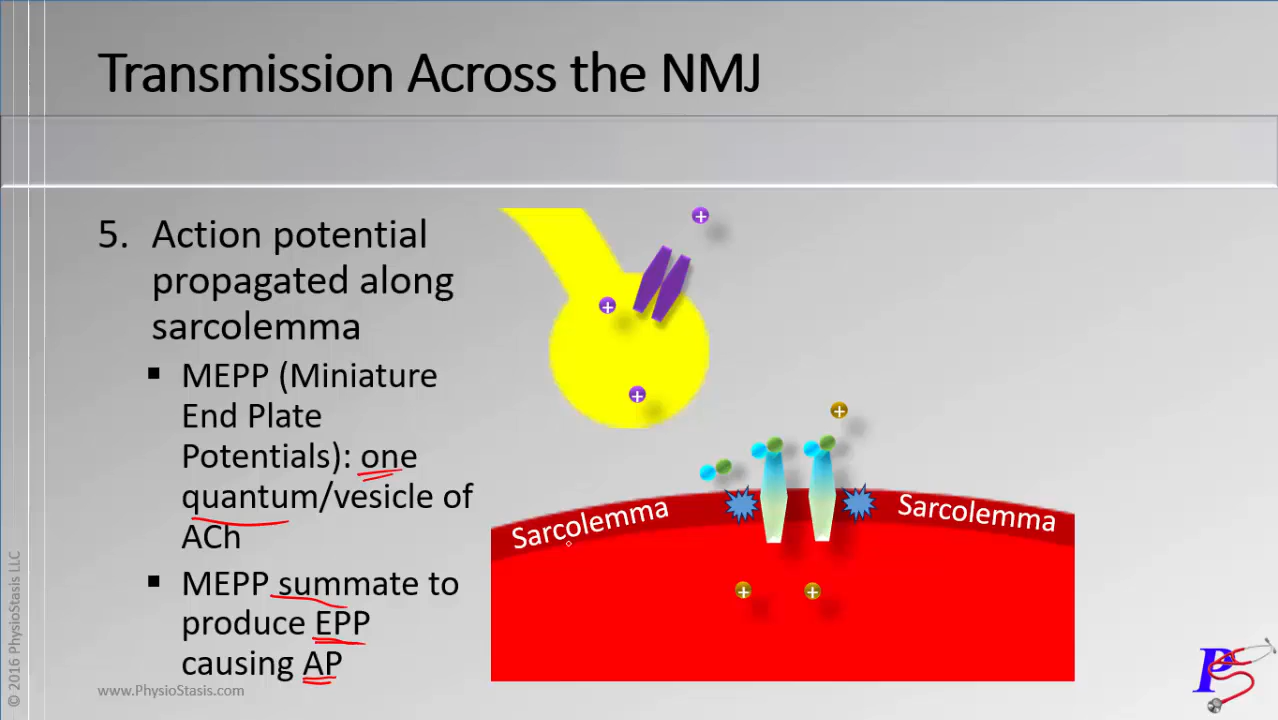 Transmission Across the NMJ
5. Action potential
propagated along
sarcolemma
▪ MEPP (Miniature
End Plate
Potentials): one
quantum/vesicle of
ACh
▪ MEPP summate to
produce EPP
causing AP
+
+
+
+
Sarcolemma
Sarcolemma
+
+
© 2016 PhysioStasis LLC
www.PhysioStasis.com
P